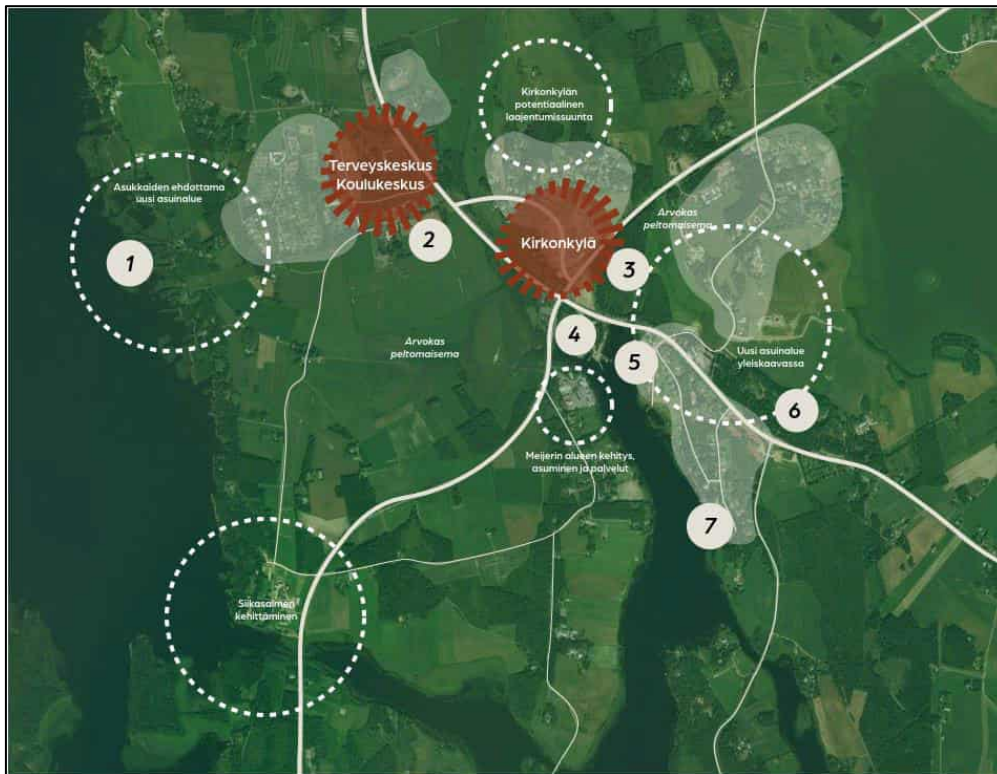 Kirkonkylän
potentiaalinen
laajentumissuunta
Terveyskeskus
Koulukeskus
Asukkaiden ehdottama
uusi asuinalue
1
2
Kirkonkylä
Arvokas
peltomaisema
3
4
Arvokas
peltomaisema
5
Uusi asuinalue
yleiskaavassa
6
Meijerin alueen kehitys,
asuminen ja palvelut
7
Siikasalmen
kehittäminen